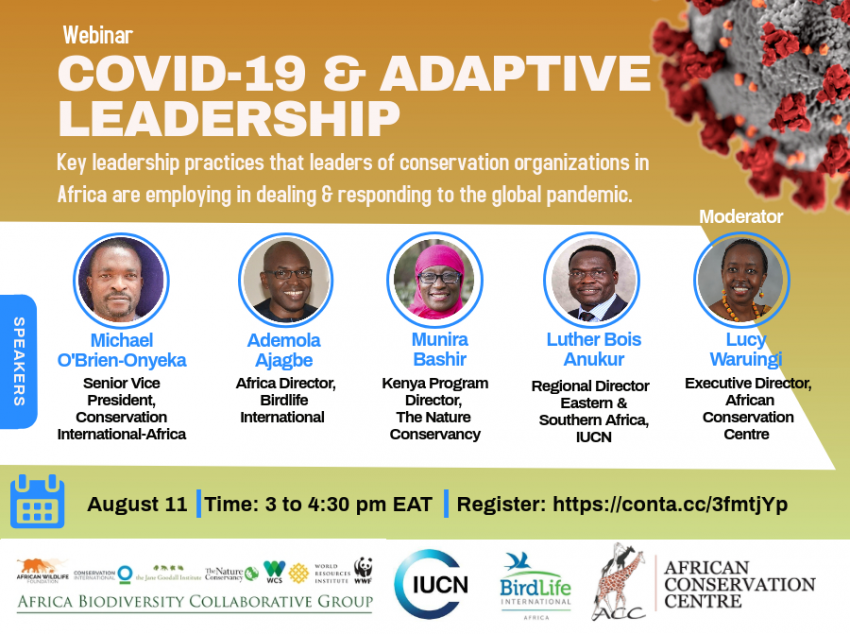 Webinar
COVID-19 & ADAPTIVE
LEADERSHIP
Key leadership practices that leaders of conservation organizations in
Africa are employing in dealing & responding to the global pandemic.
Moderator
SPEAKERS
Michael
O'Brien-Onyeka
Senior Vice
President,
Conservation
International-Africa
Ademola
Ajagbe
Africa Director,
Birdlife
International
Munira
Bashir
Kenya Program
Director,
The Nature
Conservancy
Luther Bois
Anukur
Regional Director
Eastern &
Southern Africa,
IUCN
Lucy
Waruingi
Executive Director,
African
Conservation
Centre
August 11 | Time: 3 to 4:30 pm EAT | Register: https://conta.cc/3fmtjYp
AFRICAN WILDLIFE
FOUNDATION
CONSERVATION
INTERNATIONAL
the Jane Goodall Institute
The Nature
Conservancy
WCS
WORLD
RESOURCES
INSTITUTE
WWF
AFRICA BIODIVERSITY COLLABORATIVE GROUP
IUCN
BirdLife
INTERNATIONAL
AFRICA
ACC
AFRICAN
CONSERVATION
CENTRE